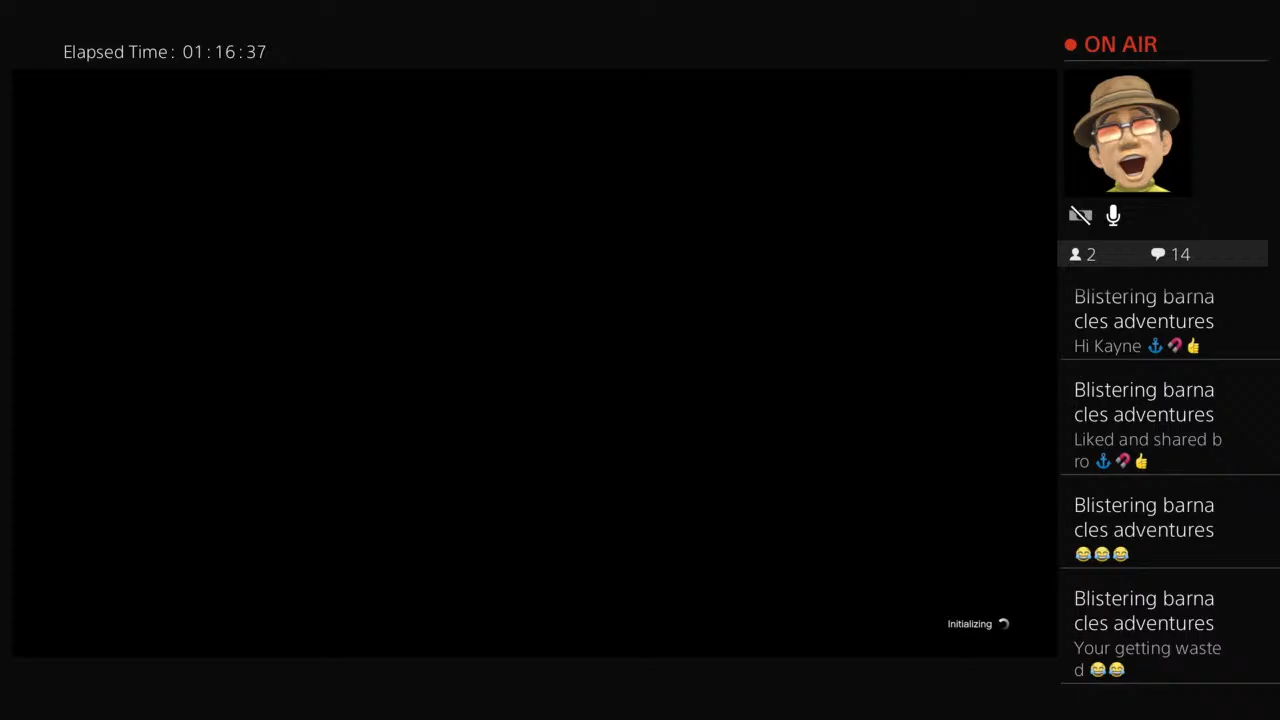 Elapsed Time: 01:16:37
ON AIR
2 14
Blistering barna
cles adventures
Hi Kayne ⚓🧲👍
Blistering barna
cles adventures
Liked and shared b
ro ⚓🧲👍
Blistering barna
cles adventures
😂😂😂
Blistering barna
cles adventures
Your getting waste
d 😂😂
Initializing